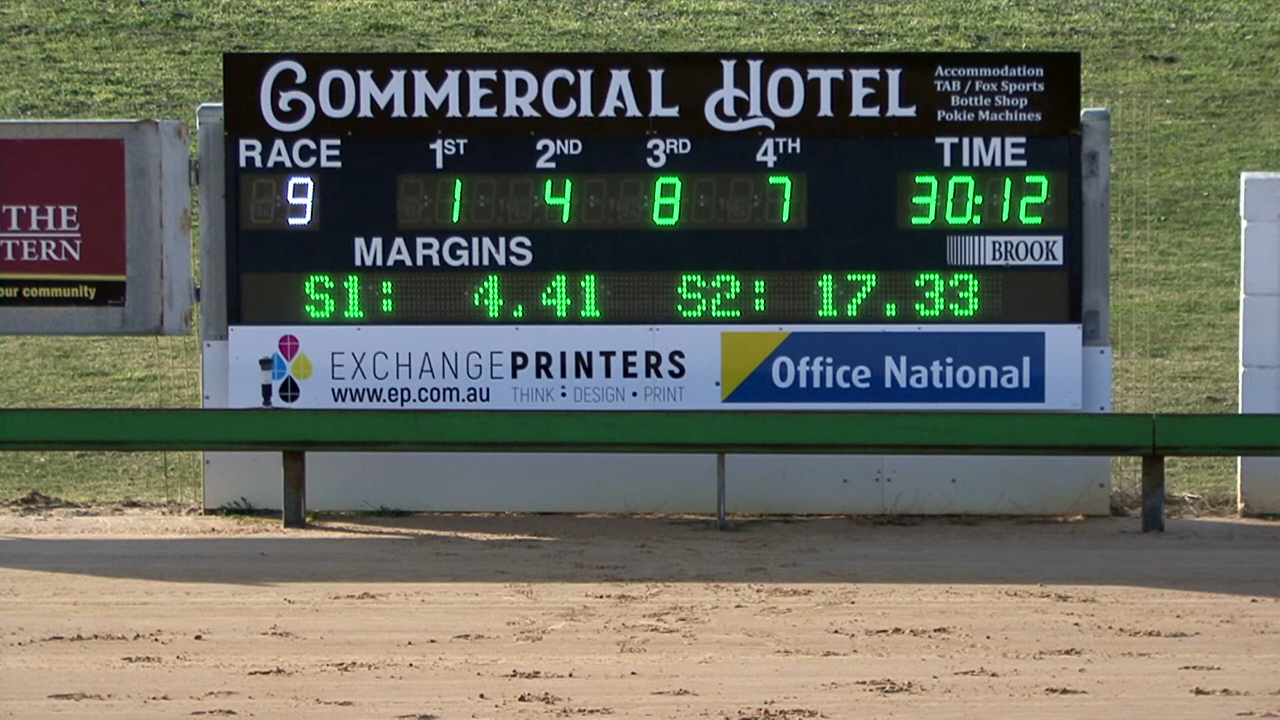 COMMERCIAL HOTEL
Accommodation
TAB / Fox Sports
Bottle Shop
Pokie Machines
RACE 1ST 2ND 3RD 4TH TIME
9 1 4 8 7 30:12
MARGINS
BROOK
S1: 4.41 S2: 17.33
EXCHANGEPRINTERS
www.ep.com.au THINK : DESIGN • PRINT
Office National
THE
TERN
our community